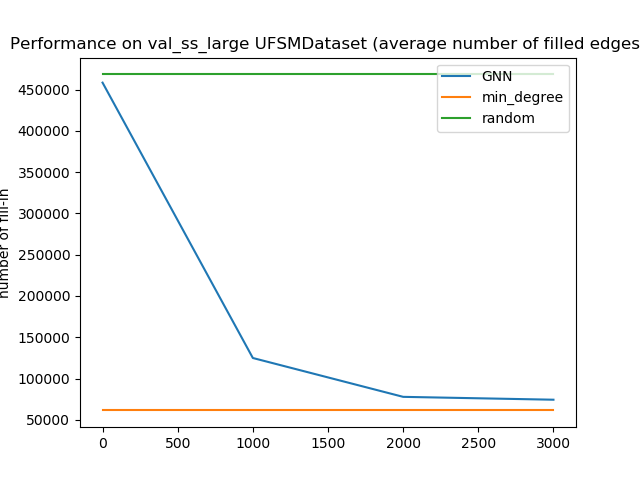 Performance on val_ss_large UFSMDataset (average number of filled edges
GNN
min_degree
random
number of fill-in
450000
400000
350000
300000
250000
200000
150000
100000
50000
0 500 1000 1500 2000 2500 3000